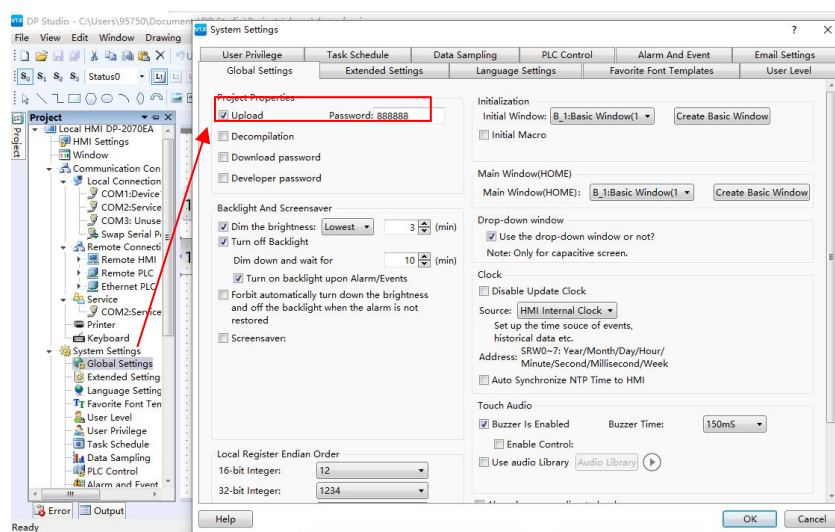 DP Studio - C:\Users\95750\Document
File View Edit Window Drawing
S0 S1 S2 S3 Status0
Project
Local HMI DP-2070EA
HMI Settings
Window
Communication Con
Local Connection
COM1:Device
COM2:Service
COM3: Unuse
Swap Serial Po
Remote Connecti
Remote HMI
Remote PLC
Ethernet PLC
Service
COM2:Service
Printer
Keyboard
System Settings
Global Settings
Extended Setting
Language Setting
Favorite Font Tem
User Level
User Privilege
Task Schedule
Data Sampling
PLC Control
Alarm and Event
Error Output
Ready
Project
System Settings
User Privilege Task Schedule Data Sampling PLC Control Alarm And Event Email Settings
Global Settings Extended Settings Language Settings Favorite Font Templates User Level
Project Properties
Upload Password: 888888
Decompilation
Download password
Developer password
Backlight And Screensaver
Dim the brightness: Lowest 3 (min)
Turn off Backlight
Dim down and wait for 10 (min)
Turn on backlight upon Alarm/Events
Forbit automatically turn down the brightness
and off the backlight when the alarm is not
restored
Screensaver:
Local Register Endian Order
16-bit Integer: 12
32-bit Integer: 1234
Initialization
Initial Window: B_1:Basic Window(1 Create Basic Window
Initial Macro
Main Window(HOME)
Main Window(HOME): B_1:Basic Window(1 Create Basic Window
Drop-down window
Use the drop-down window or not?
Note: Only for capacitive screen.
Clock
Disable Update Clock
Source: HMI Internal Clock
Set up the time souce of events,
historical data etc.
Address: SRW0~7: Year/Month/Day/Hour/
Minute/Second/Millisecond/Week
Auto Synchronize NTP Time to HMI
Touch Audio
Buzzer Is Enabled Buzzer Time: 150mS
Enable Control:
Use audio Library Audio Library
Help OK Cancel